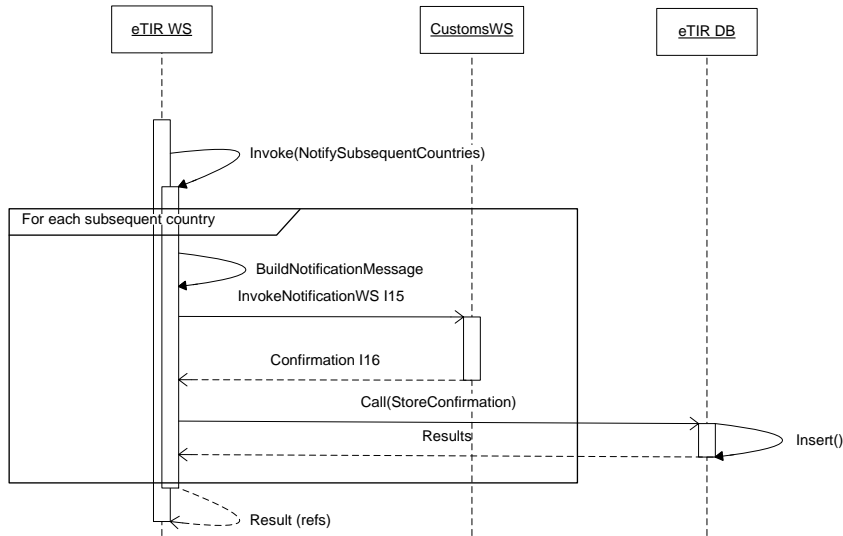 eTIR WS
CustomsWS
eTIR DB
Invoke(NotifySubsequentCountries)
For each subsequent country
BuildNotificationMessage
InvokeNotificationWS I15
Confirmation I16
Call(StoreConfirmation)
Results
Insert()
Result (refs)